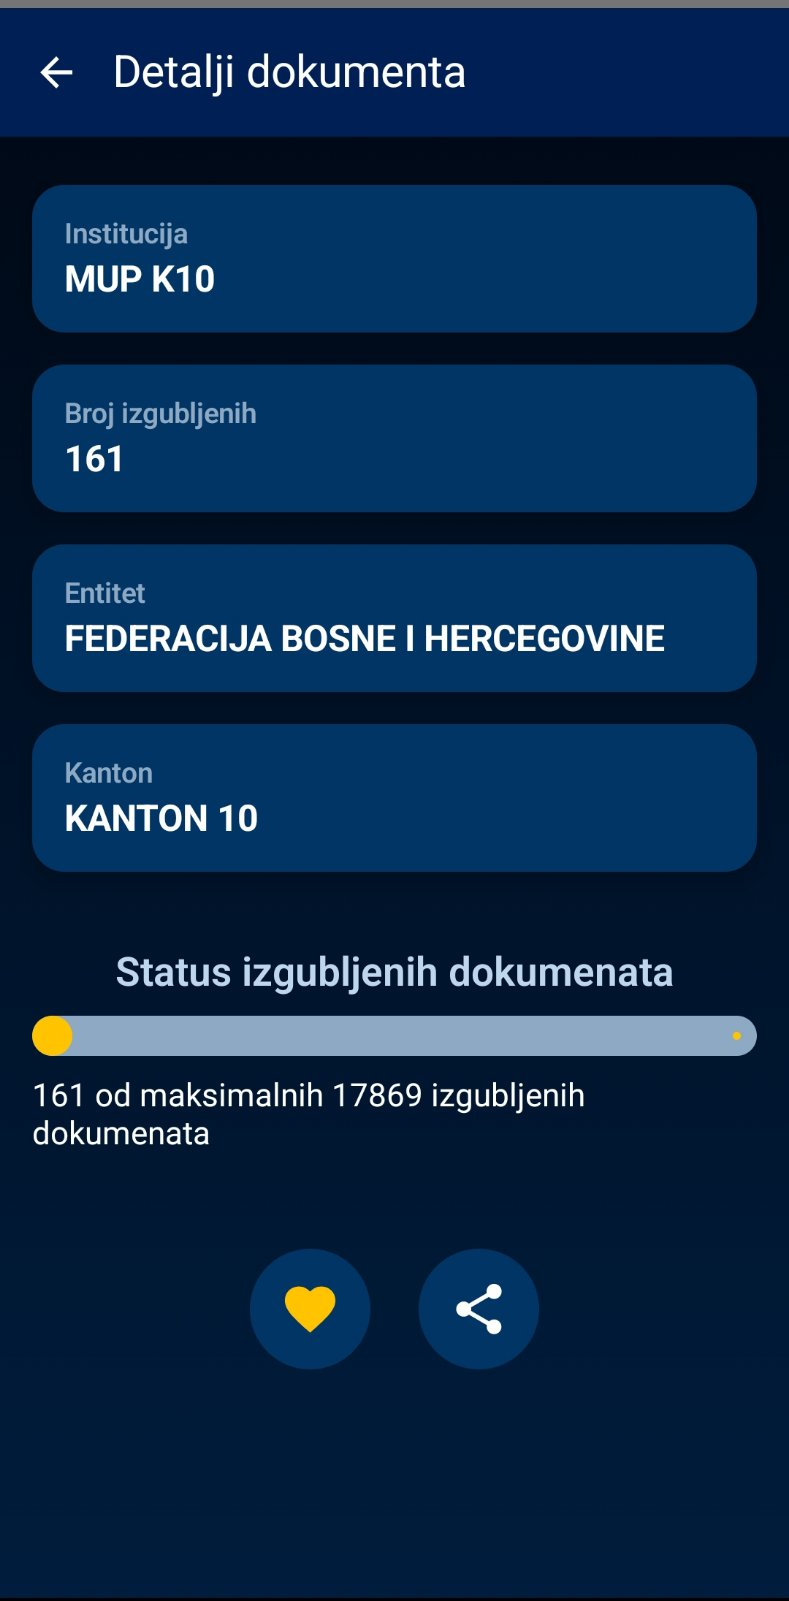 Detalji dokumenta
Institucija
MUP K10
Broj izgubljenih
161
Entitet
FEDERACIJA BOSNE I HERCEGOVINE
Kanton
KANTON 10
Status izgubljenih dokumenata
161 od maksimalnih 17869 izgubljenih
dokumenata